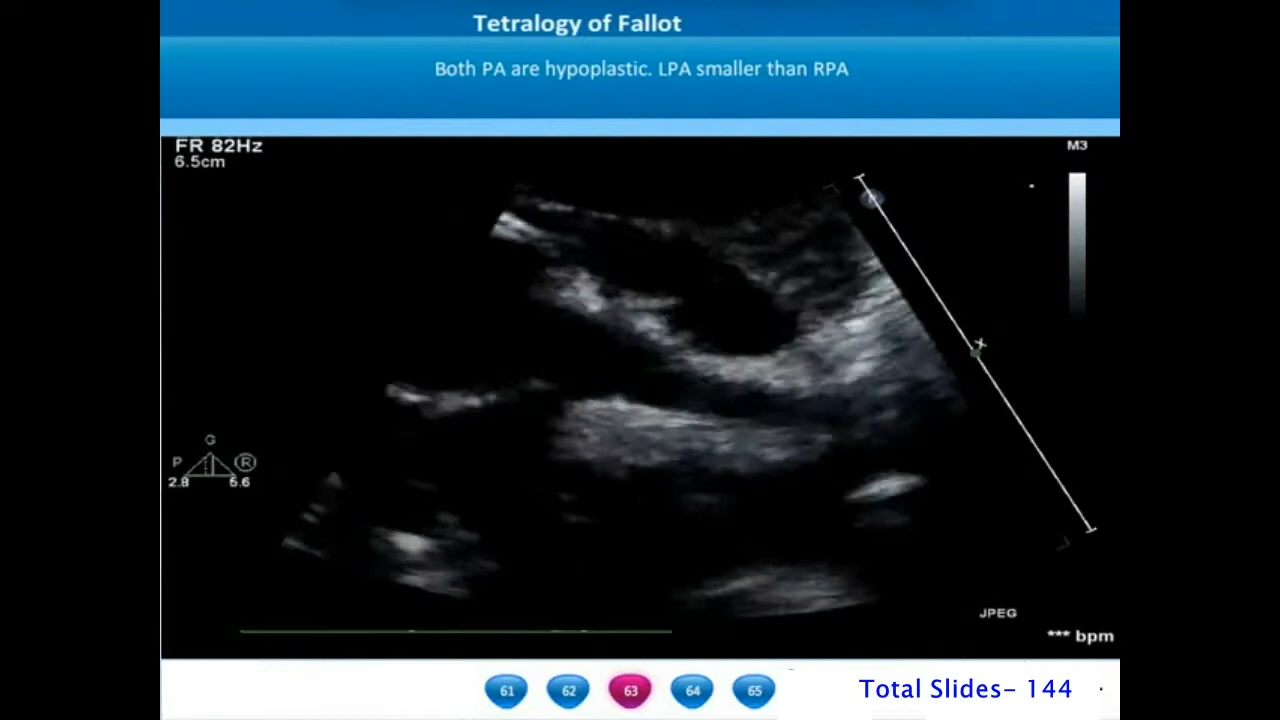 Tetralogy of Fallot
Both PA are hypoplastic. LPA smaller than RPA
FR 82Hz
6.5cm
M3
G
P R
2.8 5.6
JPEG
*** bpm
61 62 63 64 65
Total Slides- 144